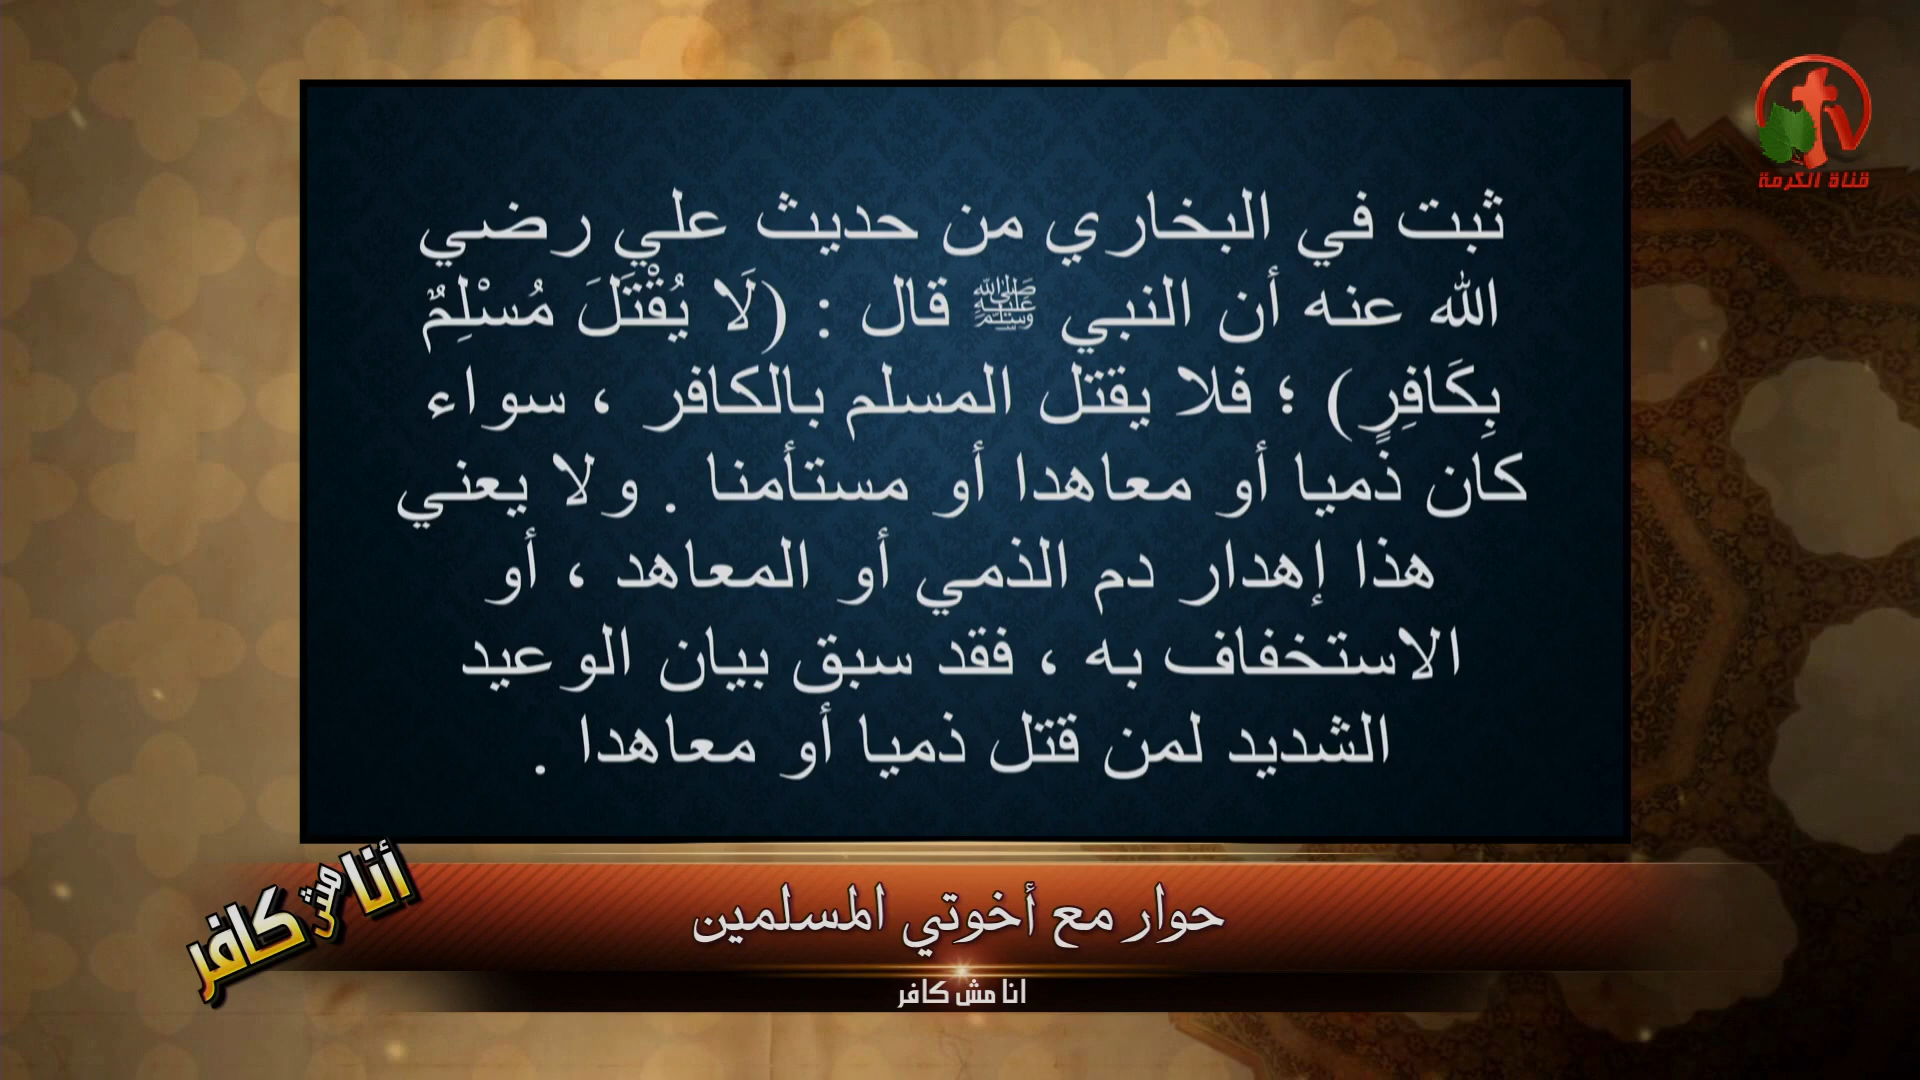 قناة الكرمة
ثبت في البخاري من حديث علي رضي
الله عنه أن النبي ﷺ قال : (لَا يُقْتَلَ مُسْلِمٌ
بِكَافِرٍ) ؛ فلا يقتل المسلم بالكافر ، سواء
كان ذميا أو معاهدا أو مستأمنا . ولا يعني
هذا إهدار دم الذمي أو المعاهد ، أو
الاستخفاف به ، فقد سبق بيان الوعيد
الشديد لمن قتل ذميا أو معاهدا .
أنا مش كافر
حوار مع أخوتي المسلمين
انا مش كافر